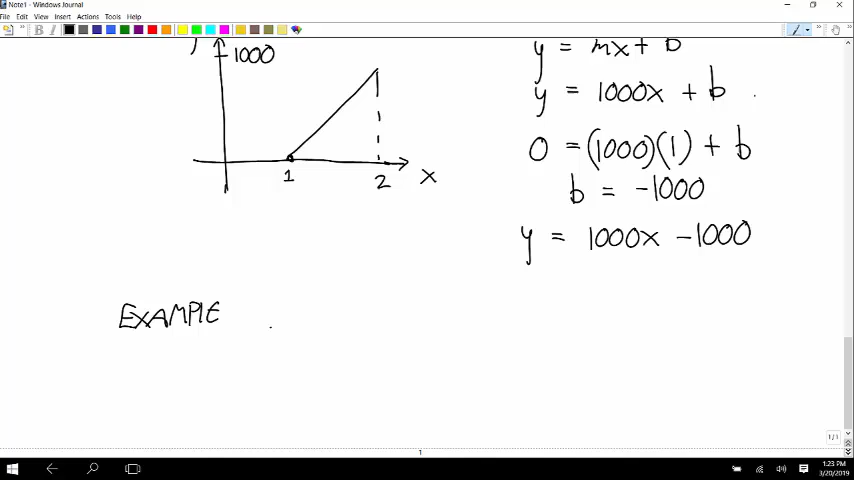 Note1 - Windows Journal
File Edit View Insert Actions Tools Help
B I
y
1000
1
2
x
y = mx + b
y = 1000x + b
0 = (1000)(1) + b
b = -1000
y = 1000x - 1000
EXAMPLE
1/1
1
1:23 PM
3/20/2019